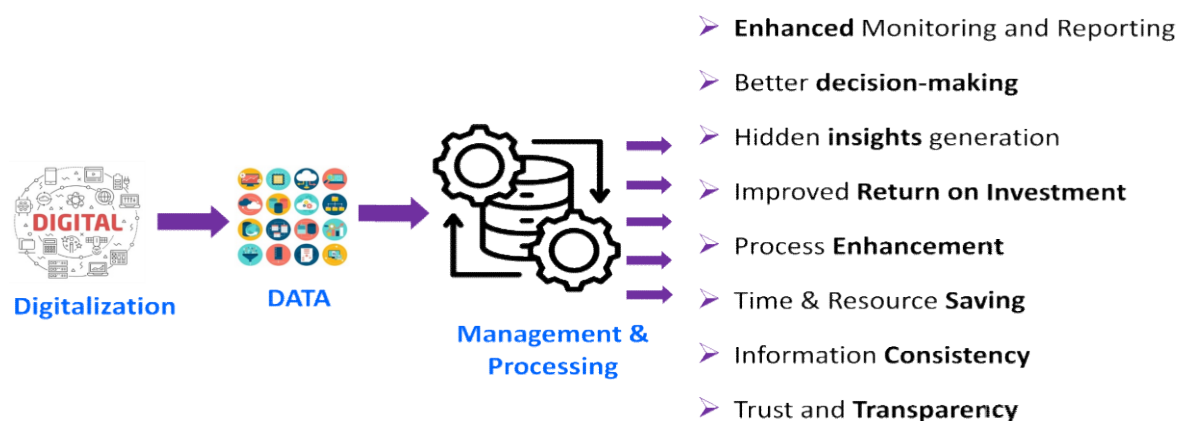 Enhanced Monitoring and Reporting
Better decision-making
Hidden insights generation
Improved Return on Investment
Process Enhancement
Time & Resource Saving
Information Consistency
Trust and Transparency
DIGITAL
Digitalization
DATA
Management &
Processing